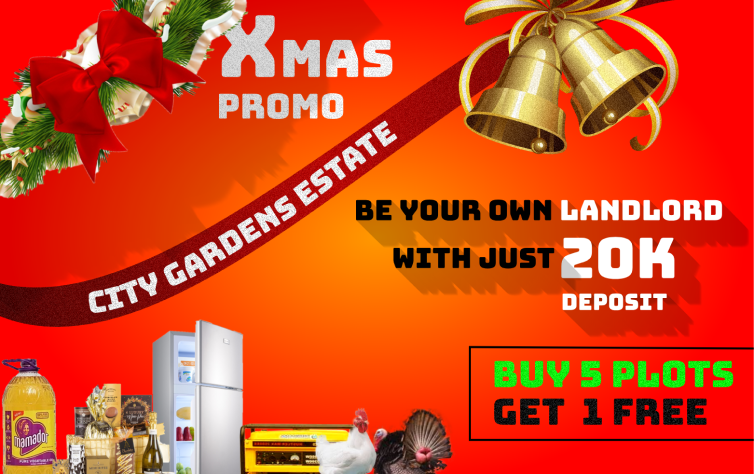 XMAS
PROMO
CITY GARDENS ESTATE
BE YOUR OWN LANDLORD
WITH JUST 20K
DEPOSIT
BUY 5 PLOTS
GET 1 FREE
mamador